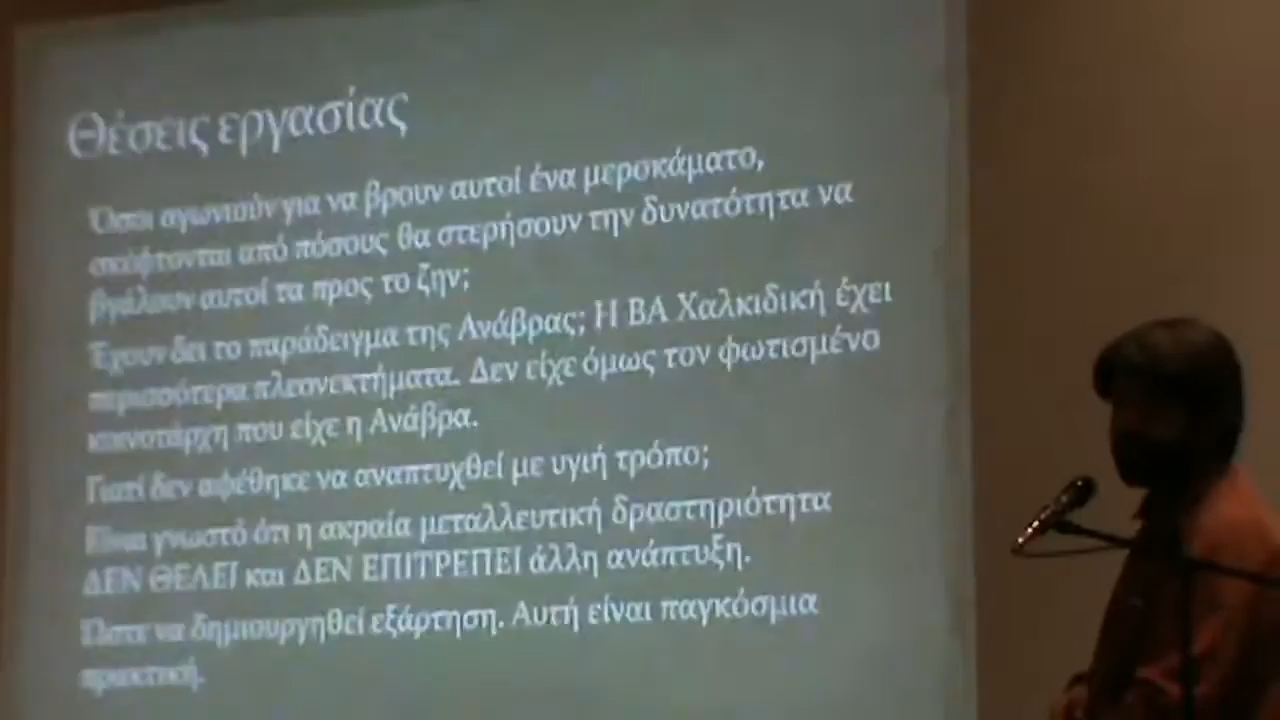 Θέσεις εργασίας
Όσοι αγωνιούν για να βρουν αυτοί ένα μεροκάματο,
σκέφτονται από πόσους θα στερήσουν την δυνατότητα να
βγάλουν αυτοί τα προς το ζην;
Έχουν δει το παράδειγμα της Ανάβρας; Η ΒΑ Χαλκιδική έχει
περισσότερα πλεονεκτήματα. Δεν είχε όμως τον φωτισμένο
κοινοτάρχη που είχε η Ανάβρα.
Γιατί δεν αφέθηκε να αναπτυχθεί με υγιή τρόπο;
Είναι γνωστό ότι η ακραία μεταλλευτική δραστηριότητα
ΔΕΝ ΘΕΛΕΙ και ΔΕΝ ΕΠΙΤΡΕΠΕΙ άλλη ανάπτυξη.
Ώστε να δημιουργηθεί εξάρτηση. Αυτή είναι παγκόσμια
πρακτική.